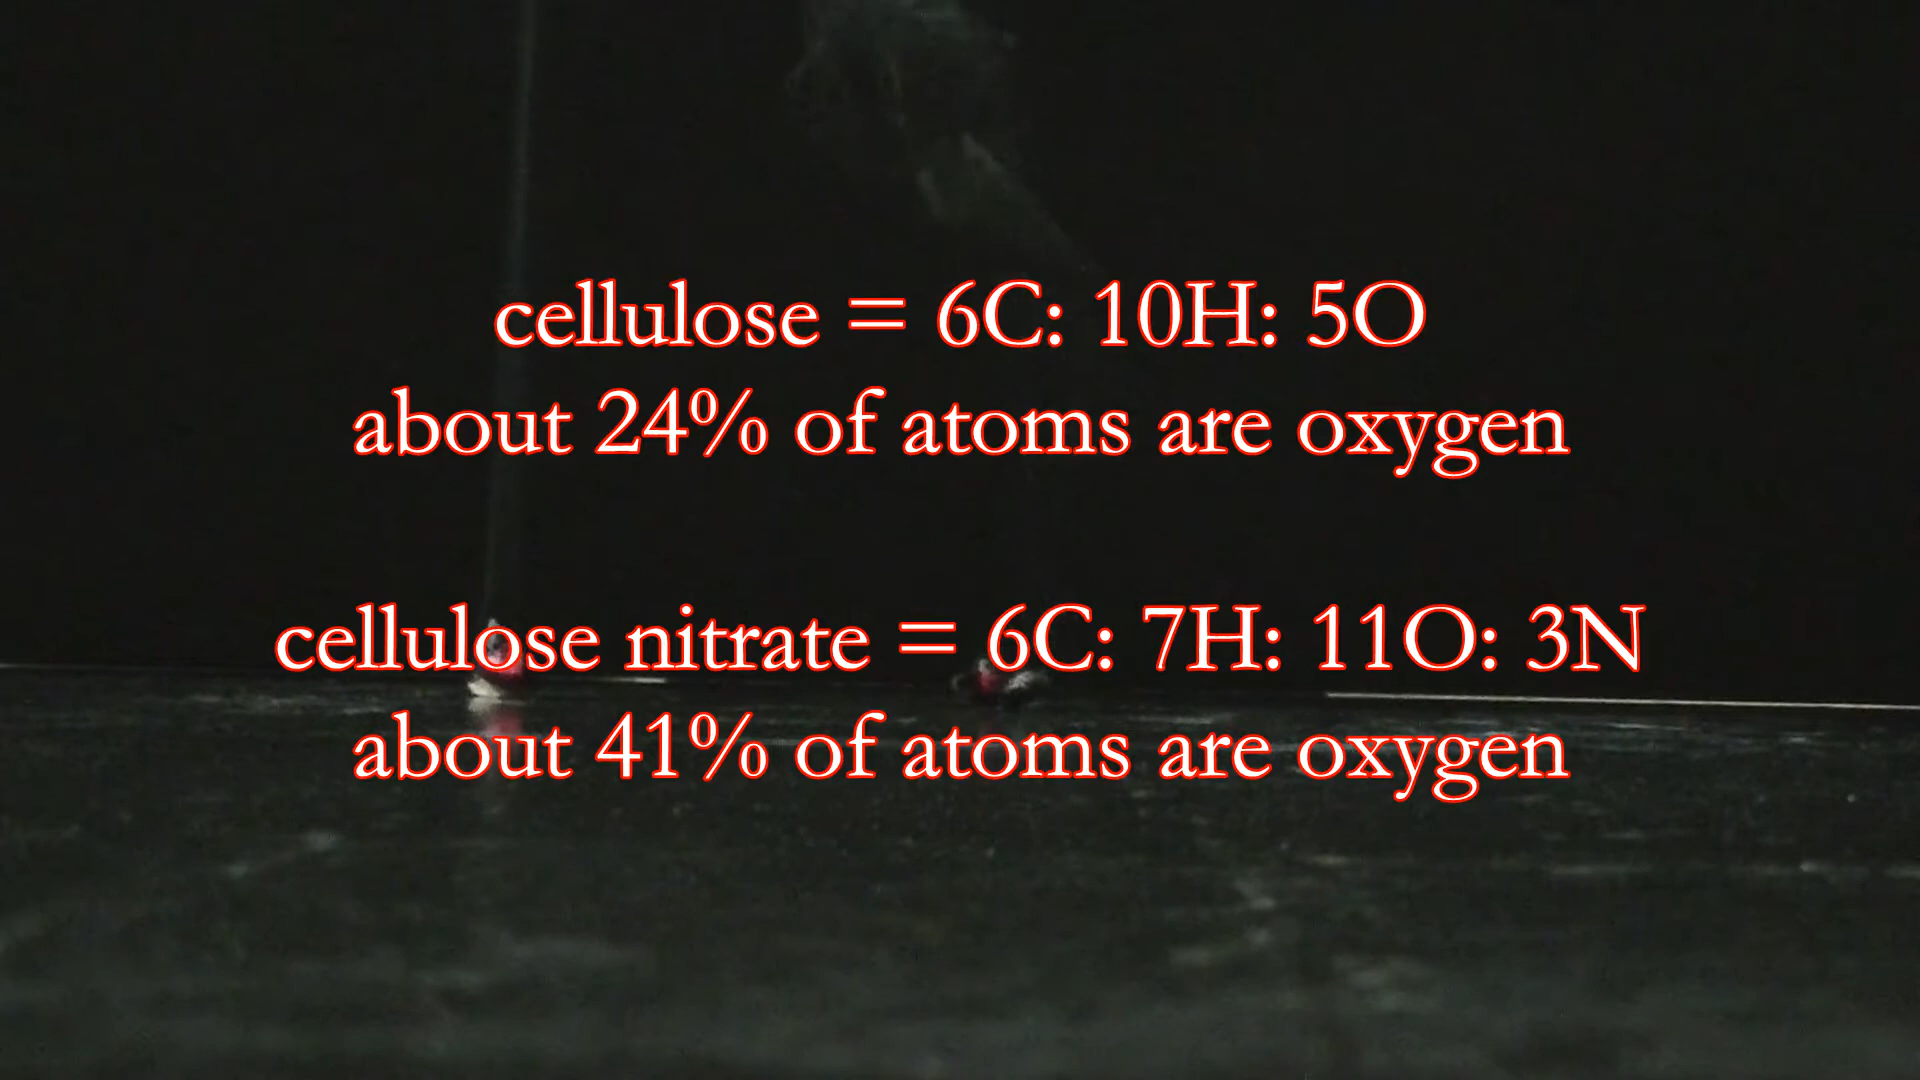 cellulose = 6C: 10H: 5O
about 24% of atoms are oxygen
cellulose nitrate = 6C: 7H: 11O: 3N
about 41% of atoms are oxygen